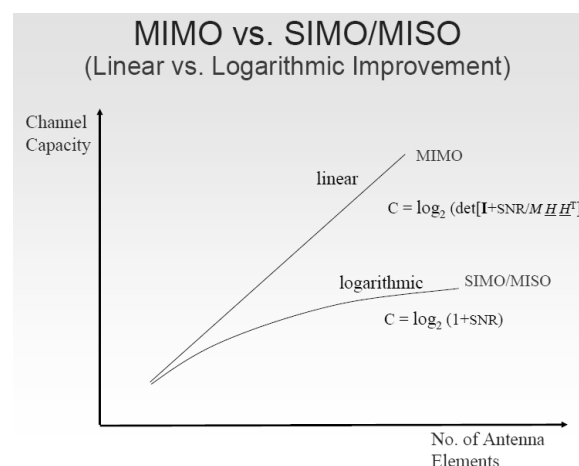 MIMO vs. SIMO/MISO
(Linear vs. Logarithmic Improvement)
Channel
Capacity
MIMO
linear
C = log₂ (det[I+SNR/M H Hᵀ]
logarithmic
SIMO/MISO
C = log₂ (1+SNR)
No. of Antenna
Elements